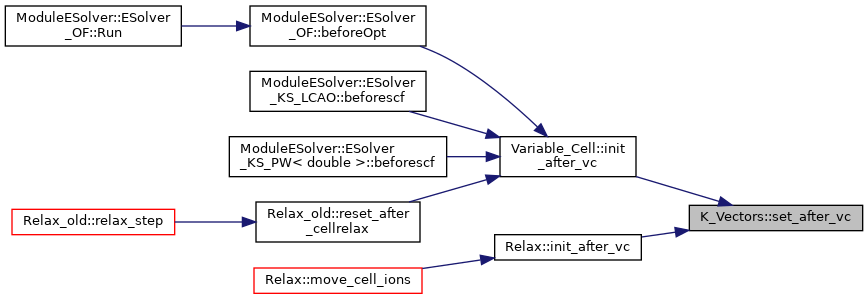 ModuleESolver::ESolver
_OF::Run
ModuleESolver::ESolver
_OF::beforeOpt
ModuleESolver::ESolver
_KS_LCAO::beforescf
ModuleESolver::ESolver
_KS_PW< double >::beforescf
Variable_Cell::init
_after_vc
Relax_old::relax_step
Relax_old::reset_after
_cellrelax
K_Vectors::set_after_vc
Relax::init_after_vc
Relax::move_cell_ions